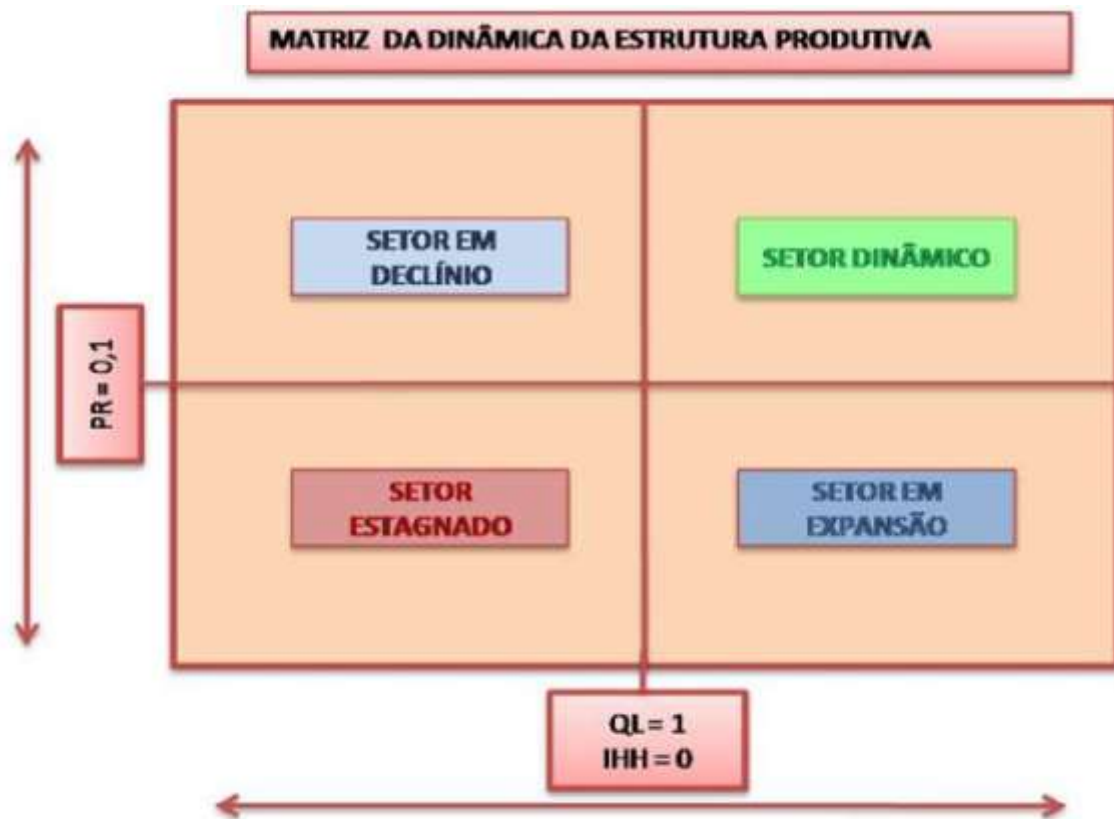 MATRIZ DA DINÂMICA DA ESTRUTURA PRODUTIVA
SETOR EM
DECLÍNIO
SETOR DINÂMICO
PR = 0,1
SETOR
ESTAGNADO
SETOR EM
EXPANSÃO
QL = 1
IHH = 0